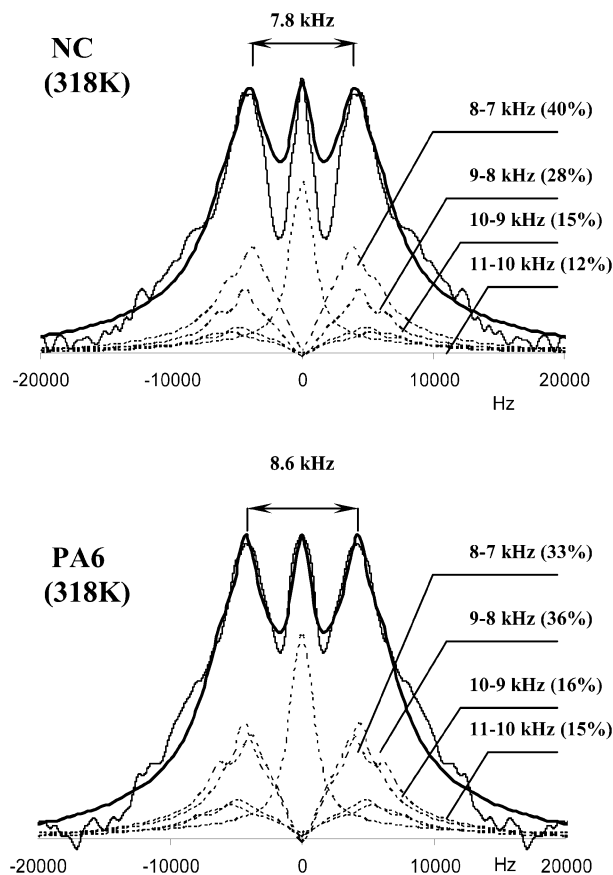 7.8 kHz
NC
(318K)
8-7 kHz (40%)
9-8 kHz (28%)
10-9 kHz (15%)
11-10 kHz (12%)
-20000 -10000 0 10000 20000
Hz
8.6 kHz
PA6
(318K)
8-7 kHz (33%)
9-8 kHz (36%)
10-9 kHz (16%)
11-10 kHz (15%)
-20000 -10000 0 10000 20000
Hz